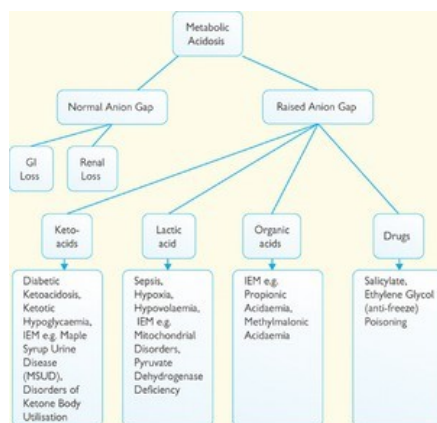 Metabolic
Acidosis
Normal Anion Gap
Raised Anion Gap
GI
Loss
Renal
Loss
Keto-
acids
Lactic
acid
Organic
acids
Drugs
Diabetic
Ketoacidosis,
Ketotic
Hypoglycaemia,
IEM e.g. Maple
Syrup Urine
Disease
(MSUD),
Disorders of
Ketone Body
Utilisation
Sepsis,
Hypoxia,
Hypovolaemia,
IEM e.g.
Mitochondrial
Disorders,
Pyruvate
Dehydrogenase
Deficiency
IEM e.g.
Propionic
Acidaemia,
Methylmalonic
Acidaemia
Salicylate,
Ethylene Glycol
(anti-freeze)
Poisoning